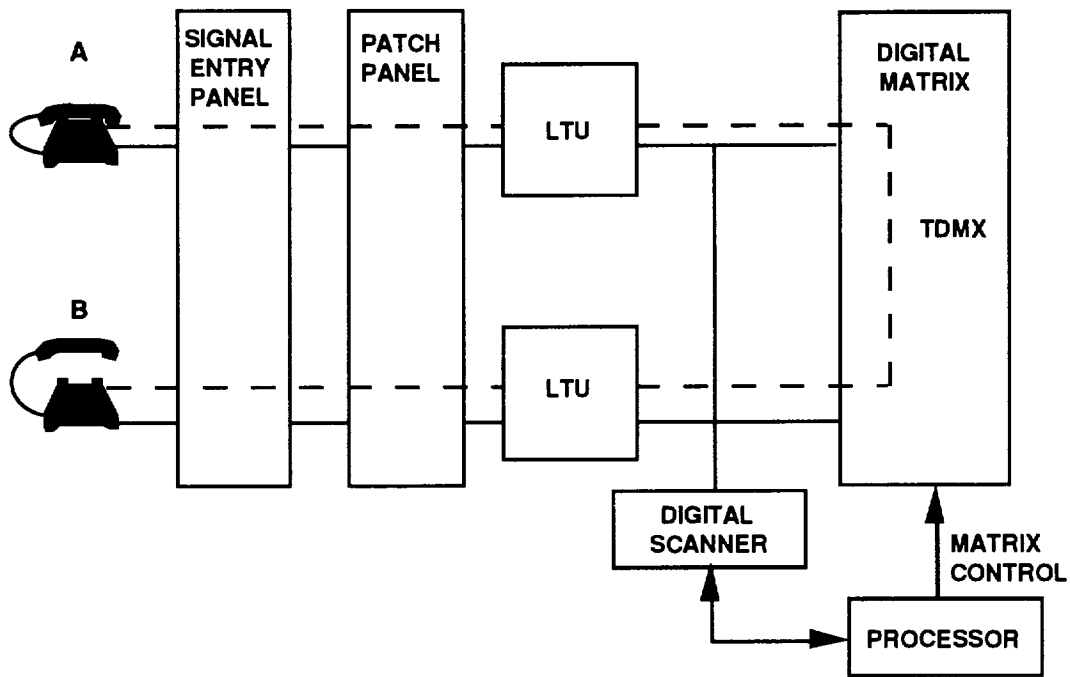 A
SIGNAL
ENTRY
PANEL
PATCH
PANEL
LTU
DIGITAL
MATRIX
TDMX
B
LTU
DIGITAL
SCANNER
MATRIX
CONTROL
PROCESSOR